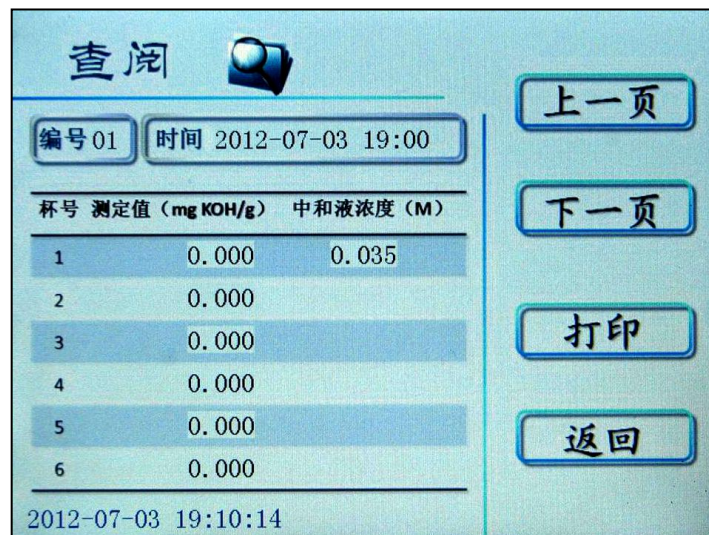 查阅
编号 01 时间 2012-07-03 19:00
杯号 测定值（mg KOH/g） 中和液浓度（M）
1 0.000 0.035
2 0.000
3 0.000
4 0.000
5 0.000
6 0.000
2012-07-03 19:10:14
上一页
下一页
打印
返回